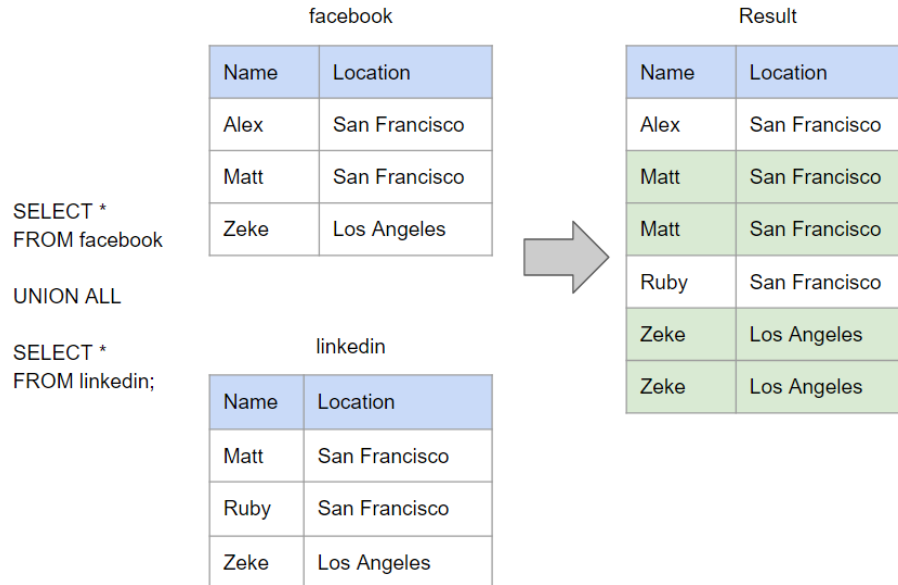 facebook
Name Location
Alex San Francisco
Matt San Francisco
Zeke Los Angeles
SELECT *
FROM facebook
UNION ALL
SELECT *
FROM linkedin;
linkedin
Name Location
Matt San Francisco
Ruby San Francisco
Zeke Los Angeles
Result
Name Location
Alex San Francisco
Matt San Francisco
Matt San Francisco
Ruby San Francisco
Zeke Los Angeles
Zeke Los Angeles